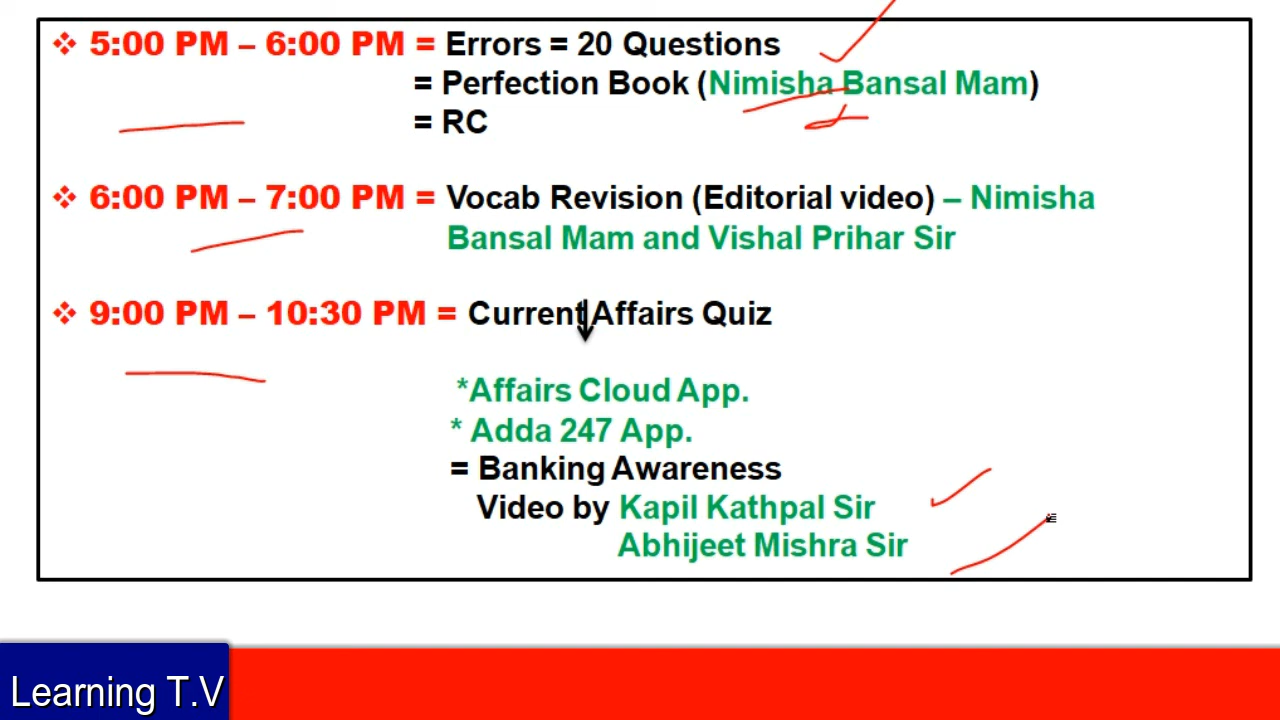 ❖ 5:00 PM – 6:00 PM = Errors = 20 Questions
= Perfection Book (Nimisha Bansal Mam)
= RC
❖ 6:00 PM – 7:00 PM = Vocab Revision (Editorial video) – Nimisha
Bansal Mam and Vishal Prihar Sir
❖ 9:00 PM – 10:30 PM = Current Affairs Quiz
*Affairs Cloud App.
* Adda 247 App.
= Banking Awareness
Video by Kapil Kathpal Sir
Abhijeet Mishra Sir
Learning T.V